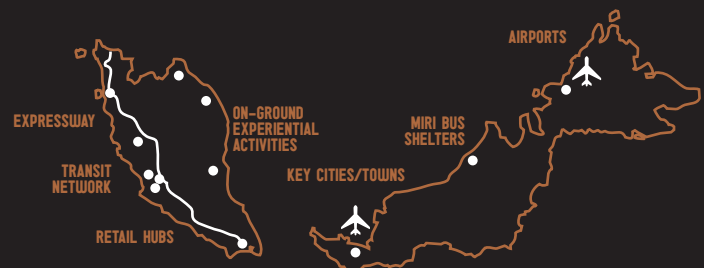 AIRPORTS
EXPRESSWAY
ON-GROUND
EXPERIENTIAL
ACTIVITIES
MIRI BUS
SHELTERS
TRANSIT
NETWORK
KEY CITIES/TOWNS
RETAIL HUBS